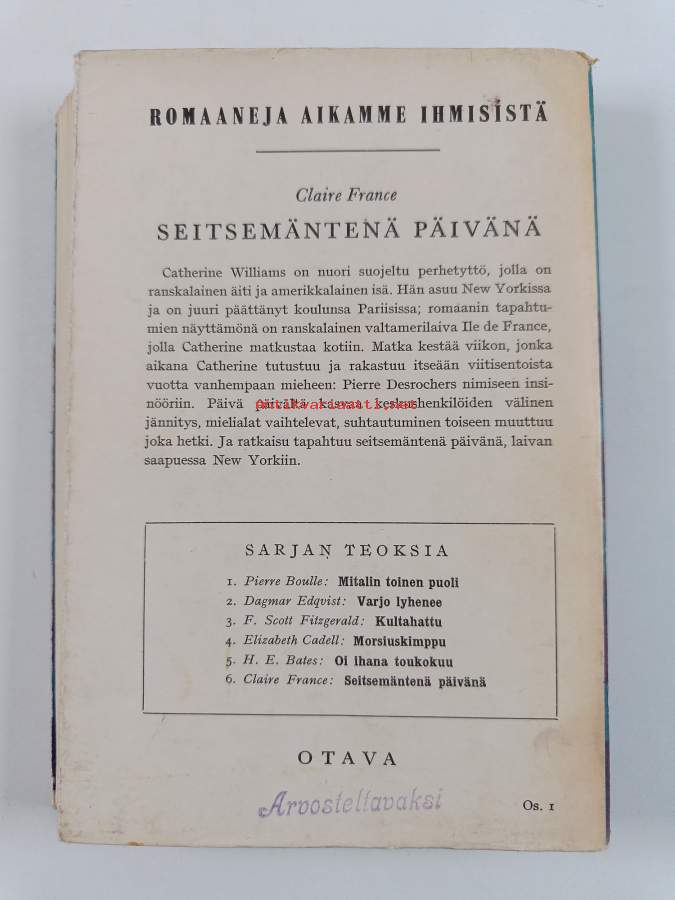 ROMAANEJA AIKAMME IHMISISTÄ
Claire France
SEITSEMÄNTENÄ PÄIVÄNÄ
Catherine Williams on nuori suojeltu perhetyttö, jolla on
ranskalainen äiti ja amerikkalainen isä. Hän asuu New Yorkissa
ja on juuri päättänyt koulunsa Pariisissa; romaanin tapahtu-
mien näyttämönä on ranskalainen valtamerilaiva Ile de France,
jolla Catherine matkustaa kotiin. Matka kestää viikon, jonka
aikana Catherine tutustuu ja rakastuu itseään viitisentoista
vuotta vanhempaan mieheen: Pierre Desrochers nimiseen insi-
nööriin. Päivä päivältä kasvaa keskushenkilöiden välinen
antikvariaatti.net
jännitys, mielialat vaihtelevat, suhtautuminen toiseen muuttuu
joka hetki. Ja ratkaisu tapahtuu seitsemäntenä päivänä, laivan
saapuessa New Yorkiin.
SARJAN TEOKSIA
1. Pierre Boulle: Mitalin toinen puoli
2. Dagmar Edqvist: Varjo lyhenee
3. F. Scott Fitzgerald: Kultahattu
4. Elizabeth Cadell: Morsiuskimppu
5. H. E. Bates: Oi ihana toukokuu
6. Claire France: Seitsemäntenä päivänä
OTAVA
Arvosteltavaksi
Os. 1